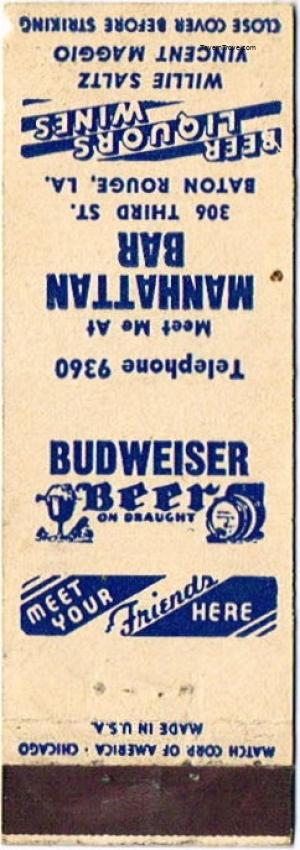 CLOSE COVER BEFORE STRIKING
TavernTrove.com
VINCENT MAGGIO
WILLIE SALTZ
BEER
LIQUORS
WINES
306 THIRD ST.
BATON ROUGE, LA.
Meet Me At
MANHATTAN
BAR
Telephone 9360
BUDWEISER
Beer
ON DRAUGHT
MEET
YOUR
Friends
HERE
MATCH CORP OF AMERICA · CHICAGO
MADE IN U.S.A.